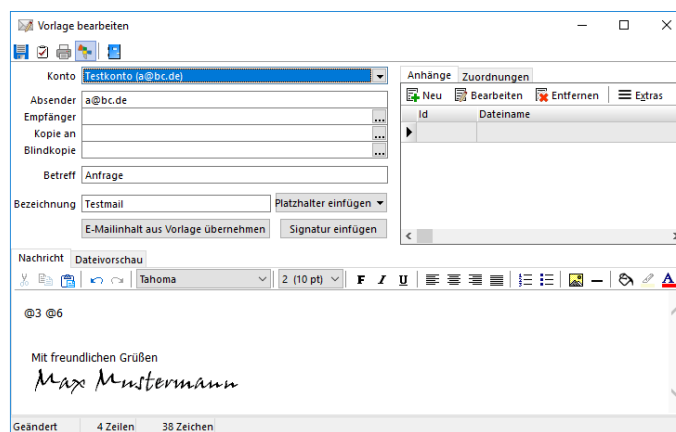 Vorlage bearbeiten
Konto Testkonto (a@bc.de)
Absender a@bc.de
Empfänger ...
Kopie an ...
Blindkopie ...
Betreff Anfrage
Bezeichnung Testmail Platzhalter einfügen
E-Mailinhalt aus Vorlage übernehmen Signatur einfügen
Anhänge Zuordnungen
Neu Bearbeiten Entfernen Extras
Id Dateiname
Nachricht Dateivorschau
Tahoma 2 (10 pt) F I U A
@3 @6
Mit freundlichen Grüßen
Max Mustermann
Geändert 4 Zeilen 38 Zeichen